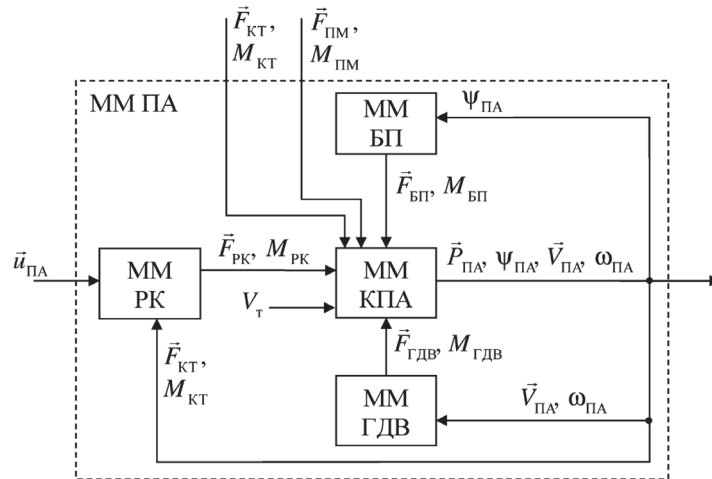 F⃗КТ,
MКТ
F⃗ПМ,
MПМ
ММ ПА
ММ
БП
ψПА
F⃗БП, MБП
u⃗ПА
ММ
РК
F⃗РК, MРК
Vт
ММ
КПА
P⃗ПА, ψПА, V⃗ПА, ωПА
F⃗КТ,
MКТ
F⃗ГДВ, MГДВ
ММ
ГДВ
V⃗ПА, ωПА